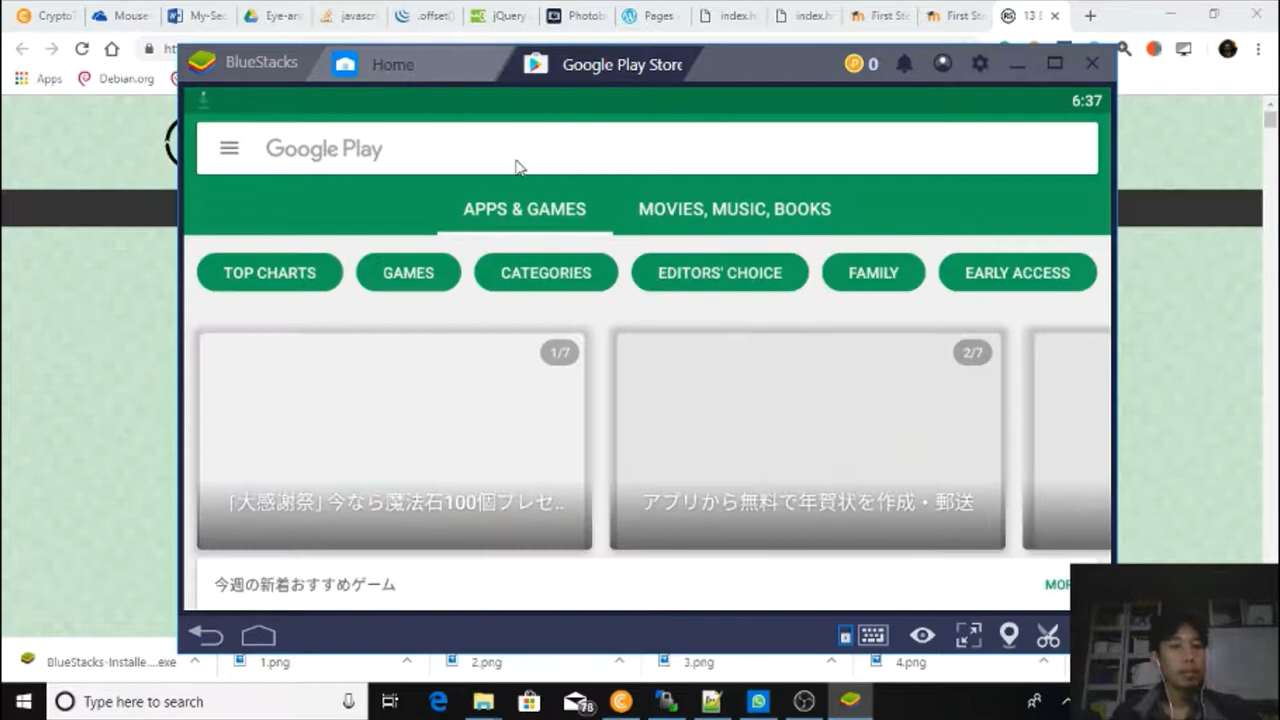 CryptoT
Mouse
My-Sec
Eye-an
javascri
.offset()
jQuery
Photob
Pages
index.h
index.h
First Ste
First Ste
13 E
Apps
Debian.org
BlueStacks
Home
Google Play Store
0
6:37
Google Play
APPS & GAMES
MOVIES, MUSIC, BOOKS
TOP CHARTS
GAMES
CATEGORIES
EDITORS' CHOICE
FAMILY
EARLY ACCESS
1/7
2/7
「大感謝祭」今なら魔法石100個プレゼ..
アプリから無料で年賀状を作成・郵送
今週の新着おすすめゲーム
MOR
BlueStacks-Installe....exe
1.png
2.png
3.png
4.png
Type here to search
78